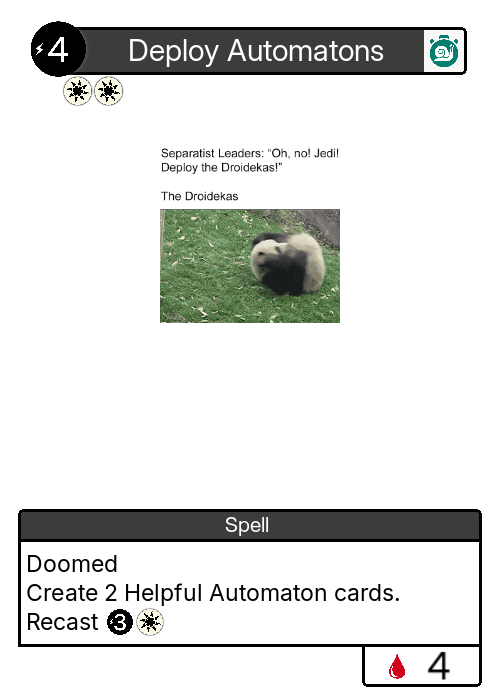 4 Deploy Automatons
Separatist Leaders: “Oh, no! Jedi!
Deploy the Droidekas!”
The Droidekas
Spell
Doomed
Create 2 Helpful Automaton cards.
Recast 3
4